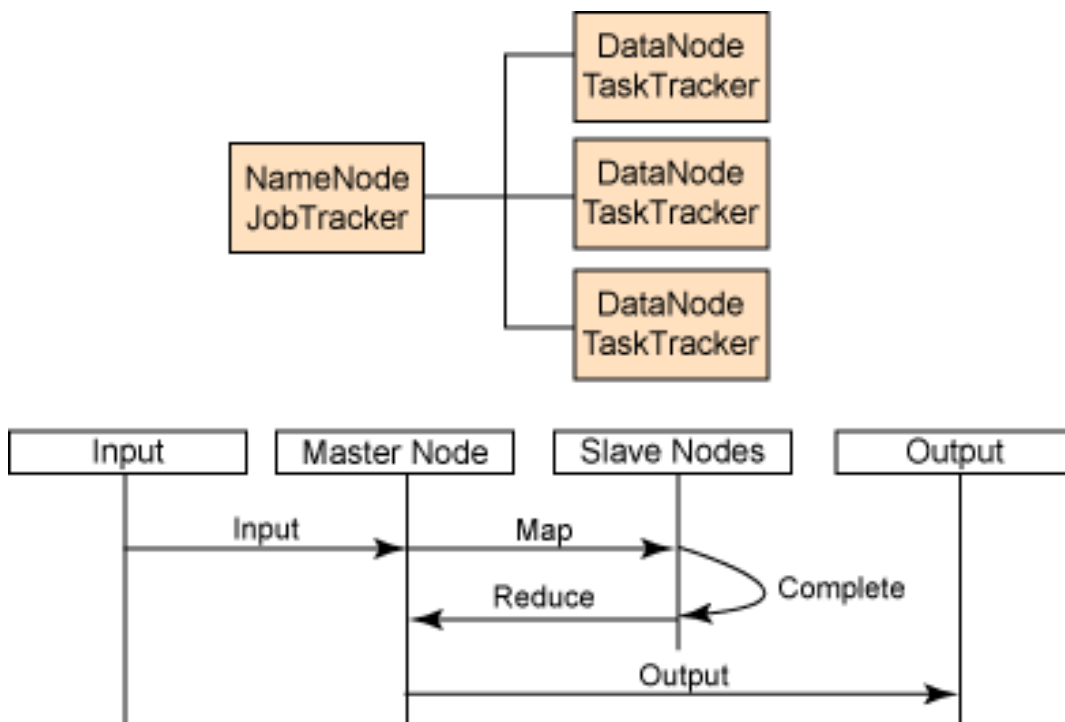 DataNode
TaskTracker
NameNode
JobTracker
DataNode
TaskTracker
DataNode
TaskTracker
Input
Master Node
Slave Nodes
Output
Input
Map
Complete
Reduce
Output